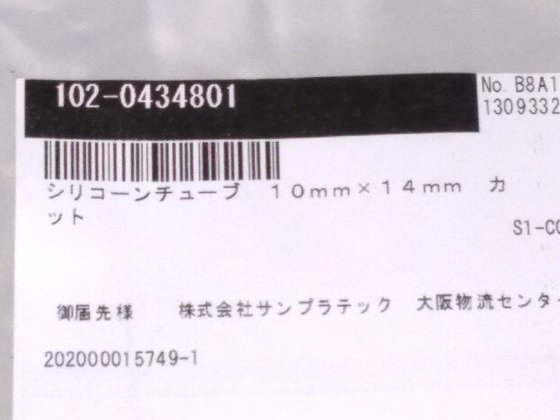 102-0434801
No. B8A1
1309332
シリコーンチューブ　１０ｍｍ×１４ｍｍ　カ
ット
S1-CO
御届先様　株式会社サンプラテック　大阪物流センター
202000015749-1